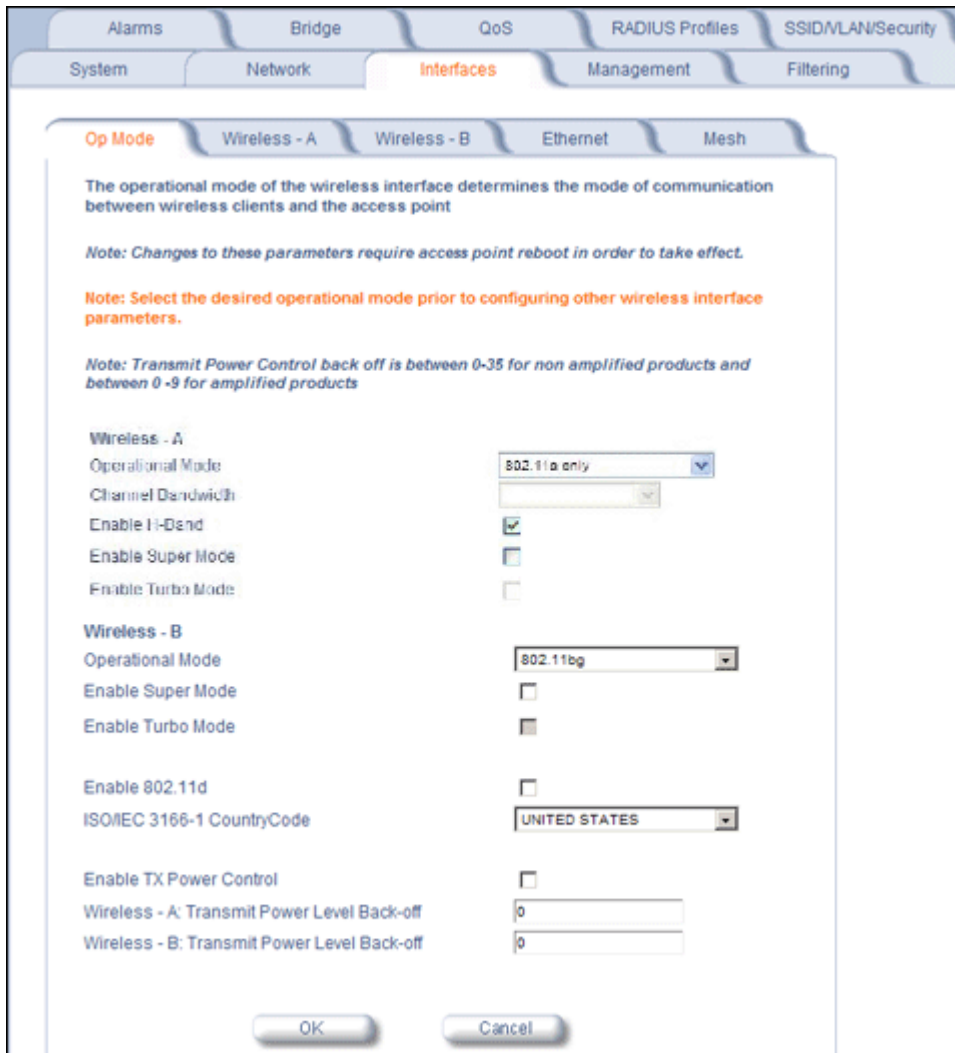 Alarms Bridge QoS RADIUS Profiles SSID/VLAN/Security
System Network Interfaces Management Filtering
Op Mode Wireless - A Wireless - B Ethernet Mesh
The operational mode of the wireless interface determines the mode of communication
between wireless clients and the access point
Note: Changes to these parameters require access point reboot in order to take effect.
Note: Select the desired operational mode prior to configuring other wireless interface
parameters.
Note: Transmit Power Control back off is between 0-35 for non amplified products and
between 0 -9 for amplified products
Wireless - A
Operational Mode 802.11a only
Channel Bandwidth
Enable H-Band
Enable Super Mode
Enable Turbo Mode
Wireless - B
Operational Mode 802.11bg
Enable Super Mode
Enable Turbo Mode
Enable 802.11d
ISO/IEC 3166-1 CountryCode UNITED STATES
Enable TX Power Control
Wireless - A: Transmit Power Level Back-off 0
Wireless - B: Transmit Power Level Back-off 0
OK Cancel